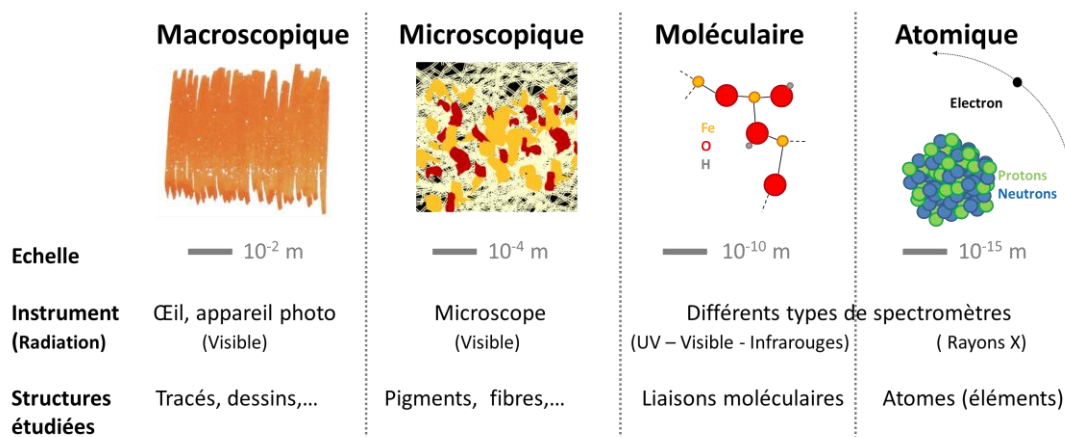 Macroscopique Microscopique Moléculaire Atomique
Electron
Fe
O
H
Protons
Neutrons
Echelle 10⁻² m 10⁻⁴ m 10⁻¹⁰ m 10⁻¹⁵ m
Instrument Œil, appareil photo Microscope Différents types de spectromètres
(Radiation) (Visible) (Visible) (UV – Visible - Infrarouges) ( Rayons X)
Structures Tracés, dessins,... Pigments, fibres,... Liaisons moléculaires Atomes (éléments)
étudiées